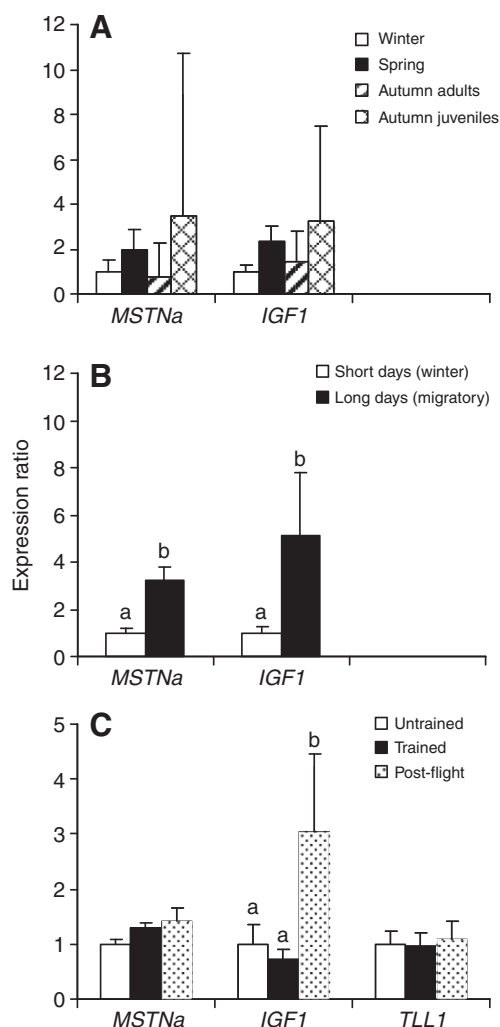 A
12
10
8
6
4
2
0
Winter
Spring
Autumn adults
Autumn juveniles
MSTNa IGF1
B
Expression ratio
12
10
8
6
4
2
0
Short days (winter)
Long days (migratory)
a b a b
MSTNa IGF1
C
5
4
3
2
1
0
Untrained
Trained
Post-flight
a a b
MSTNa IGF1 TLL1